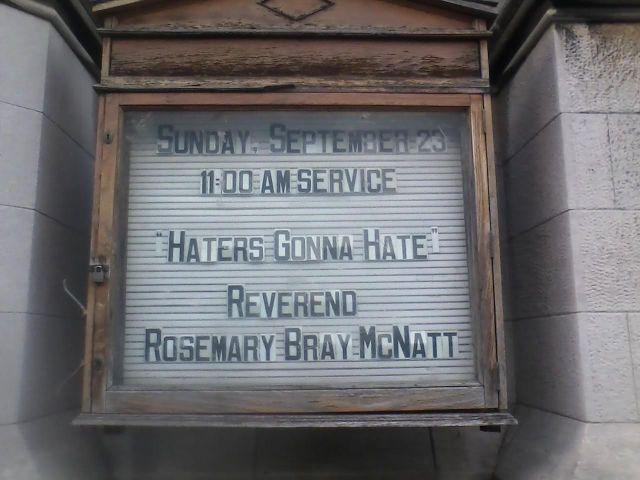 SUNDAY, SEPTEMBER 23
11:00 AM SERVICE
"HATERS GONNA HATE"
REVEREND
ROSEMARY BRAY MCNATT